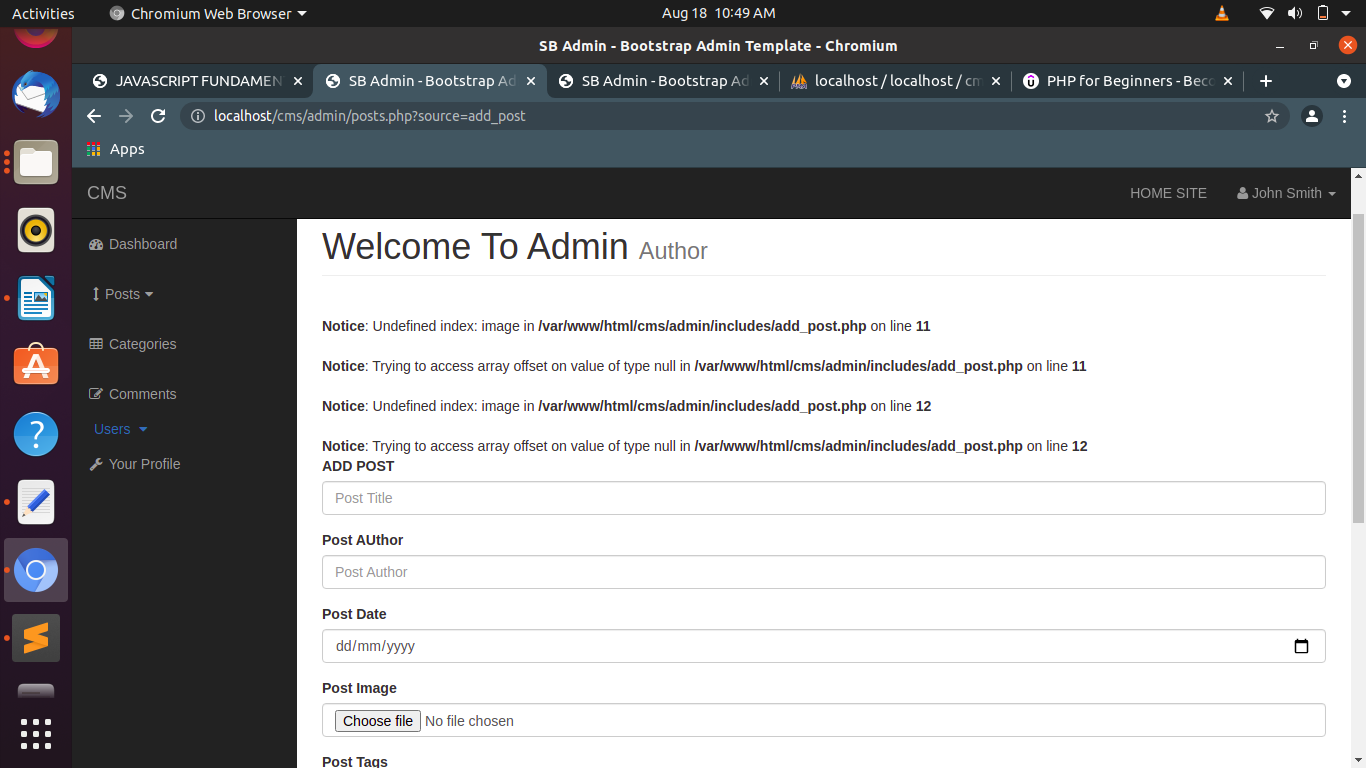 Activities Chromium Web Browser Aug 18 10:49 AM
SB Admin - Bootstrap Admin Template - Chromium
JAVASCRIPT FUNDAMEN SB Admin - Bootstrap Ad SB Admin - Bootstrap Ad localhost / localhost / cm PHP for Beginners - Beco
localhost/cms/admin/posts.php?source=add_post
Apps
CMS HOME SITE John Smith
Dashboard
Posts
Categories
Comments
Users
Your Profile
Welcome To Admin Author
Notice: Undefined index: image in /var/www/html/cms/admin/includes/add_post.php on line 11
Notice: Trying to access array offset on value of type null in /var/www/html/cms/admin/includes/add_post.php on line 11
Notice: Undefined index: image in /var/www/html/cms/admin/includes/add_post.php on line 12
Notice: Trying to access array offset on value of type null in /var/www/html/cms/admin/includes/add_post.php on line 12
ADD POST
Post Title
Post AUthor
Post Author
Post Date
dd/mm/yyyy
Post Image
Choose file No file chosen
Post Tags